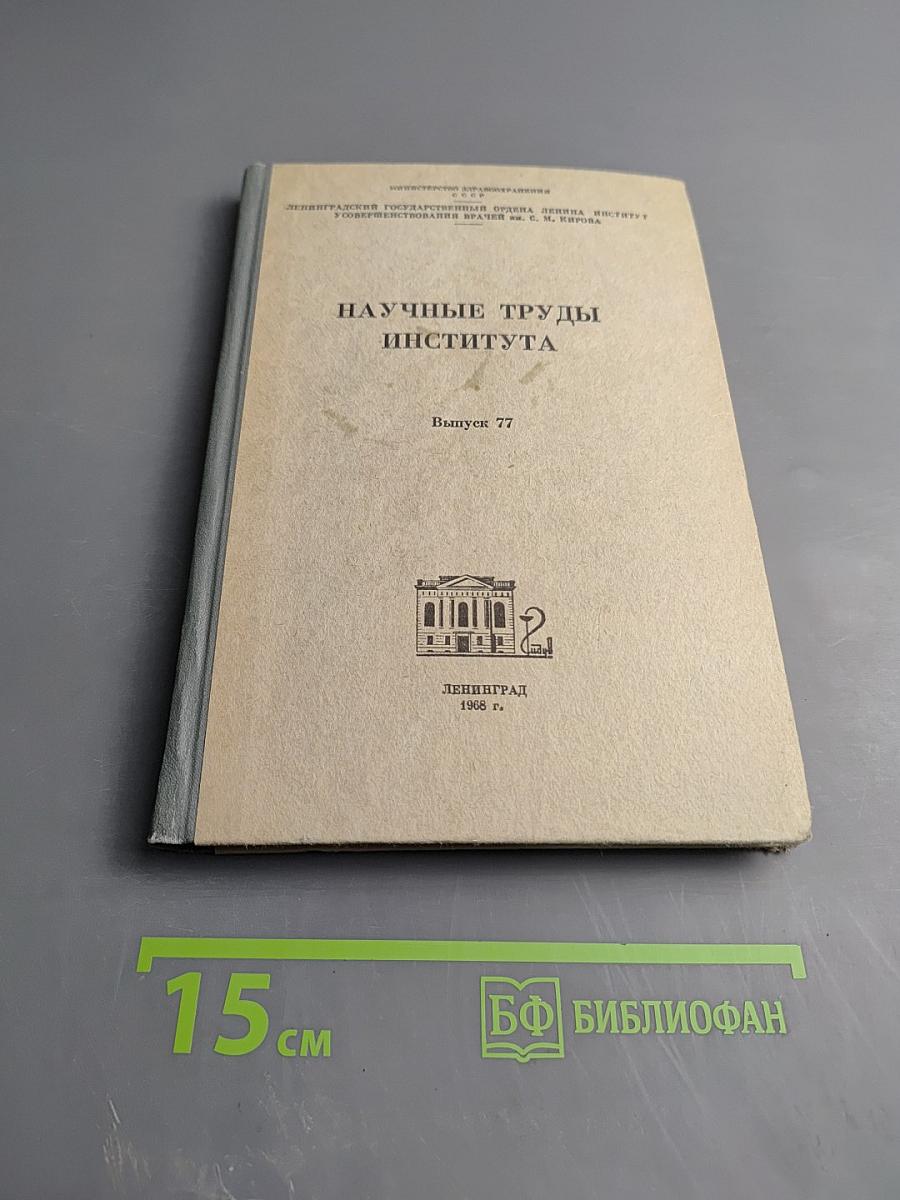 МИНИСТЕРСТВО ЗДРАВООХРАНЕНИЯ
СССР
ЛЕНИНГРАДСКИЙ ГОСУДАРСТВЕННЫЙ ОРДЕНА ЛЕНИНА ИНСТИТУТ
УСОВЕРШЕНСТВОВАНИЯ ВРАЧЕЙ им. С. М. КИРОВА
НАУЧНЫЕ ТРУДЫ
ИНСТИТУТА
Выпуск 77
ЛЕНИНГРАД
1968 г.
15 см
БФ БИБЛИОФАН